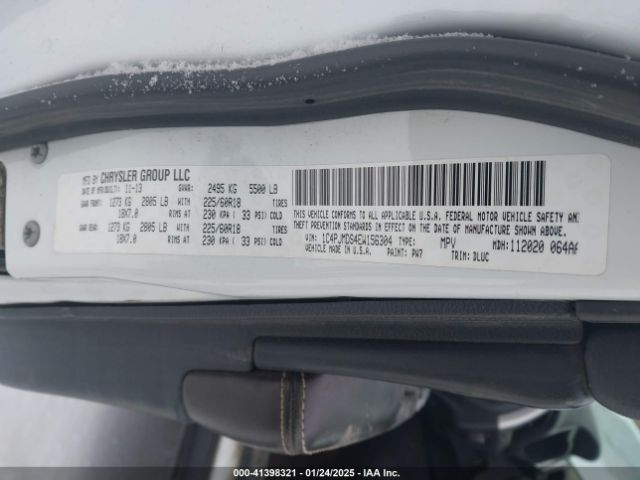 MFG BY CHRYSLER GROUP LLC
DATE OF MFR/(BUILT): 11-13 GVWR: 2495 KG 5500 LB
GAWR FRONT: 1273 KG 2805 LB WITH 225/60R18 TIRES
18X7.0 RIMS AT 230 KPA ( 33 PSI) COLD
GAWR REAR: 1273 KG 2805 LB WITH 225/60R18 TIRES
18X7.0 RIMS AT 230 KPA ( 33 PSI) COLD
THIS VEHICLE CONFORMS TO ALL APPLICABLE U.S.A. FEDERAL MOTOR VEHICLE SAFETY AN
THEFT PREVENTION STANDARDS IN EFFECT ON THE DATE OF MANUFACTURE SHOWN ABOVE.
VIN: 1C4PJMDS4EW156304 TYPE: MPV MDH: 112020 064A
VEHICLE MADE IN U.S.A. PAINT: PW7 TRIM: DLUC
000-41398321 | 01/24/2025 | IAA Inc.